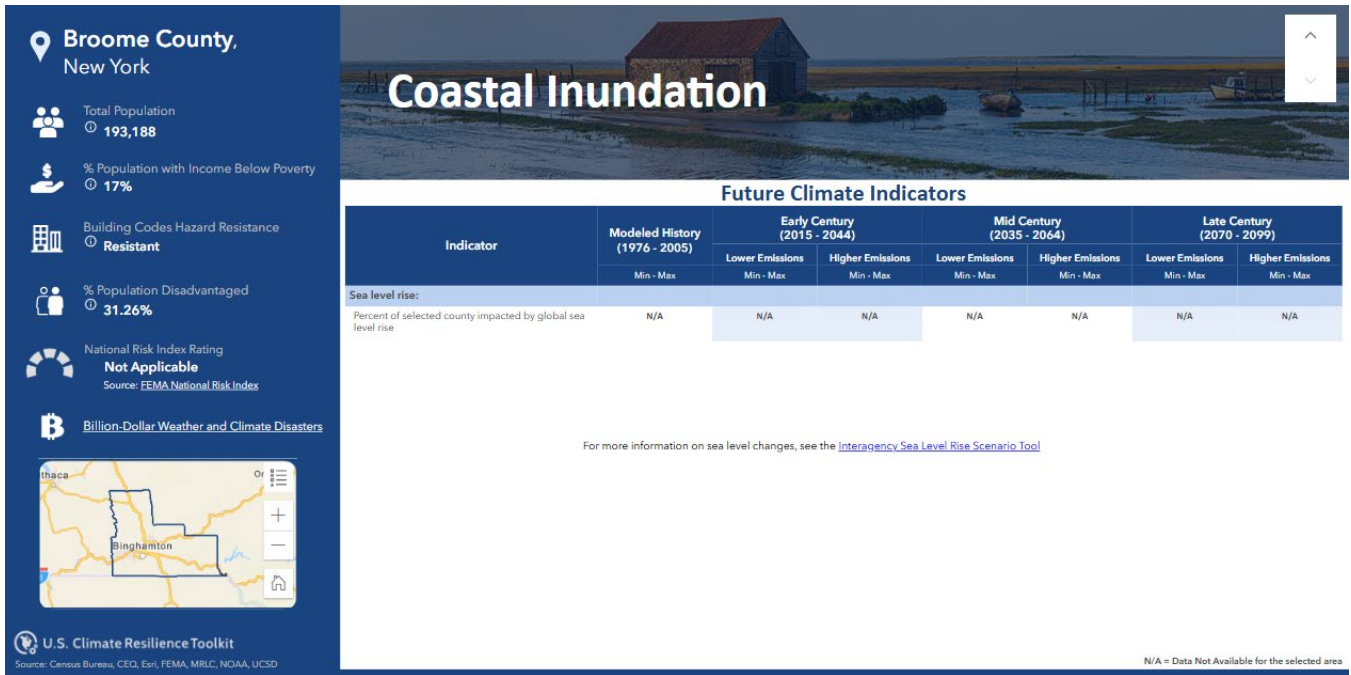 Broome County,
New York
Total Population
193,188
% Population with Income Below Poverty
17%
Building Codes Hazard Resistance
Resistant
% Population Disadvantaged
31.26%
National Risk Index Rating
Not Applicable
Source: FEMA National Risk Index
Billion-Dollar Weather and Climate Disasters
thaca
Or
Binghamton
U.S. Climate Resilience Toolkit
Source: Census Bureau, CEQ, Esri, FEMA, MRLC, NOAA, UCSD
Coastal Inundation
Future Climate Indicators
Indicator
Modeled History
(1976 - 2005)
Early Century
(2015 - 2044)
Mid Century
(2035 - 2064)
Late Century
(2070 - 2099)
Lower Emissions Higher Emissions Lower Emissions Higher Emissions Lower Emissions Higher Emissions
Min - Max Min - Max Min - Max Min - Max Min - Max Min - Max Min - Max
Sea level rise:
Percent of selected county impacted by global sea
level rise
N/A N/A N/A N/A N/A N/A N/A
For more information on sea level changes, see the Interagency Sea Level Rise Scenario Tool
N/A = Data Not Available for the selected area